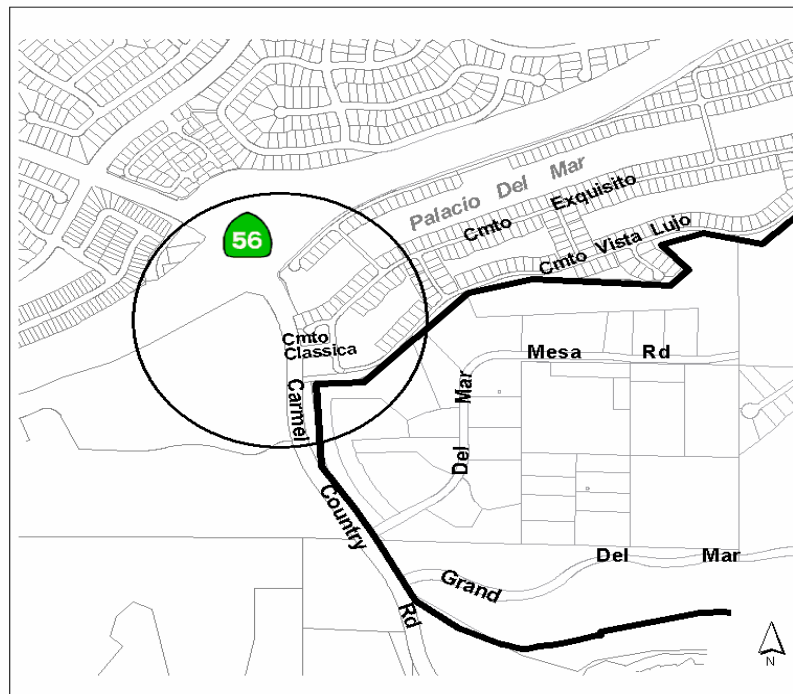 Palacio Del Mar
Cmto Exquisito
56
Cmto Vista Lujo
Cmto
Classica
Mesa Rd
Del Mar
Carmel Country Rd
Grand Del Mar
N